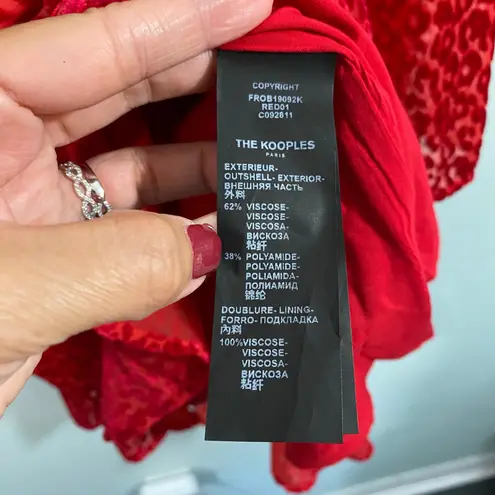 COPYRIGHT
FROB19092K
RED01
C092811
THE KOOPLES
PARIS
EXTERIEUR-
OUTSHELL- EXTERIOR-
ВНЕШНЯЯ ЧАСТЬ
外料
62% VISCOSE-
VISCOSE-
VISCOSA-
ВИСКОЗА
粘纤
38% POLYAMIDE-
POLYAMIDE-
POLIAMIDA-
ПОЛИАМИД
锦纶
DOUBLURE- LINING-
FORRO- ПОДКЛАДКА
內料
100%VISCOSE-
VISCOSE-
VISCOSA-
ВИСКОЗА
粘纤